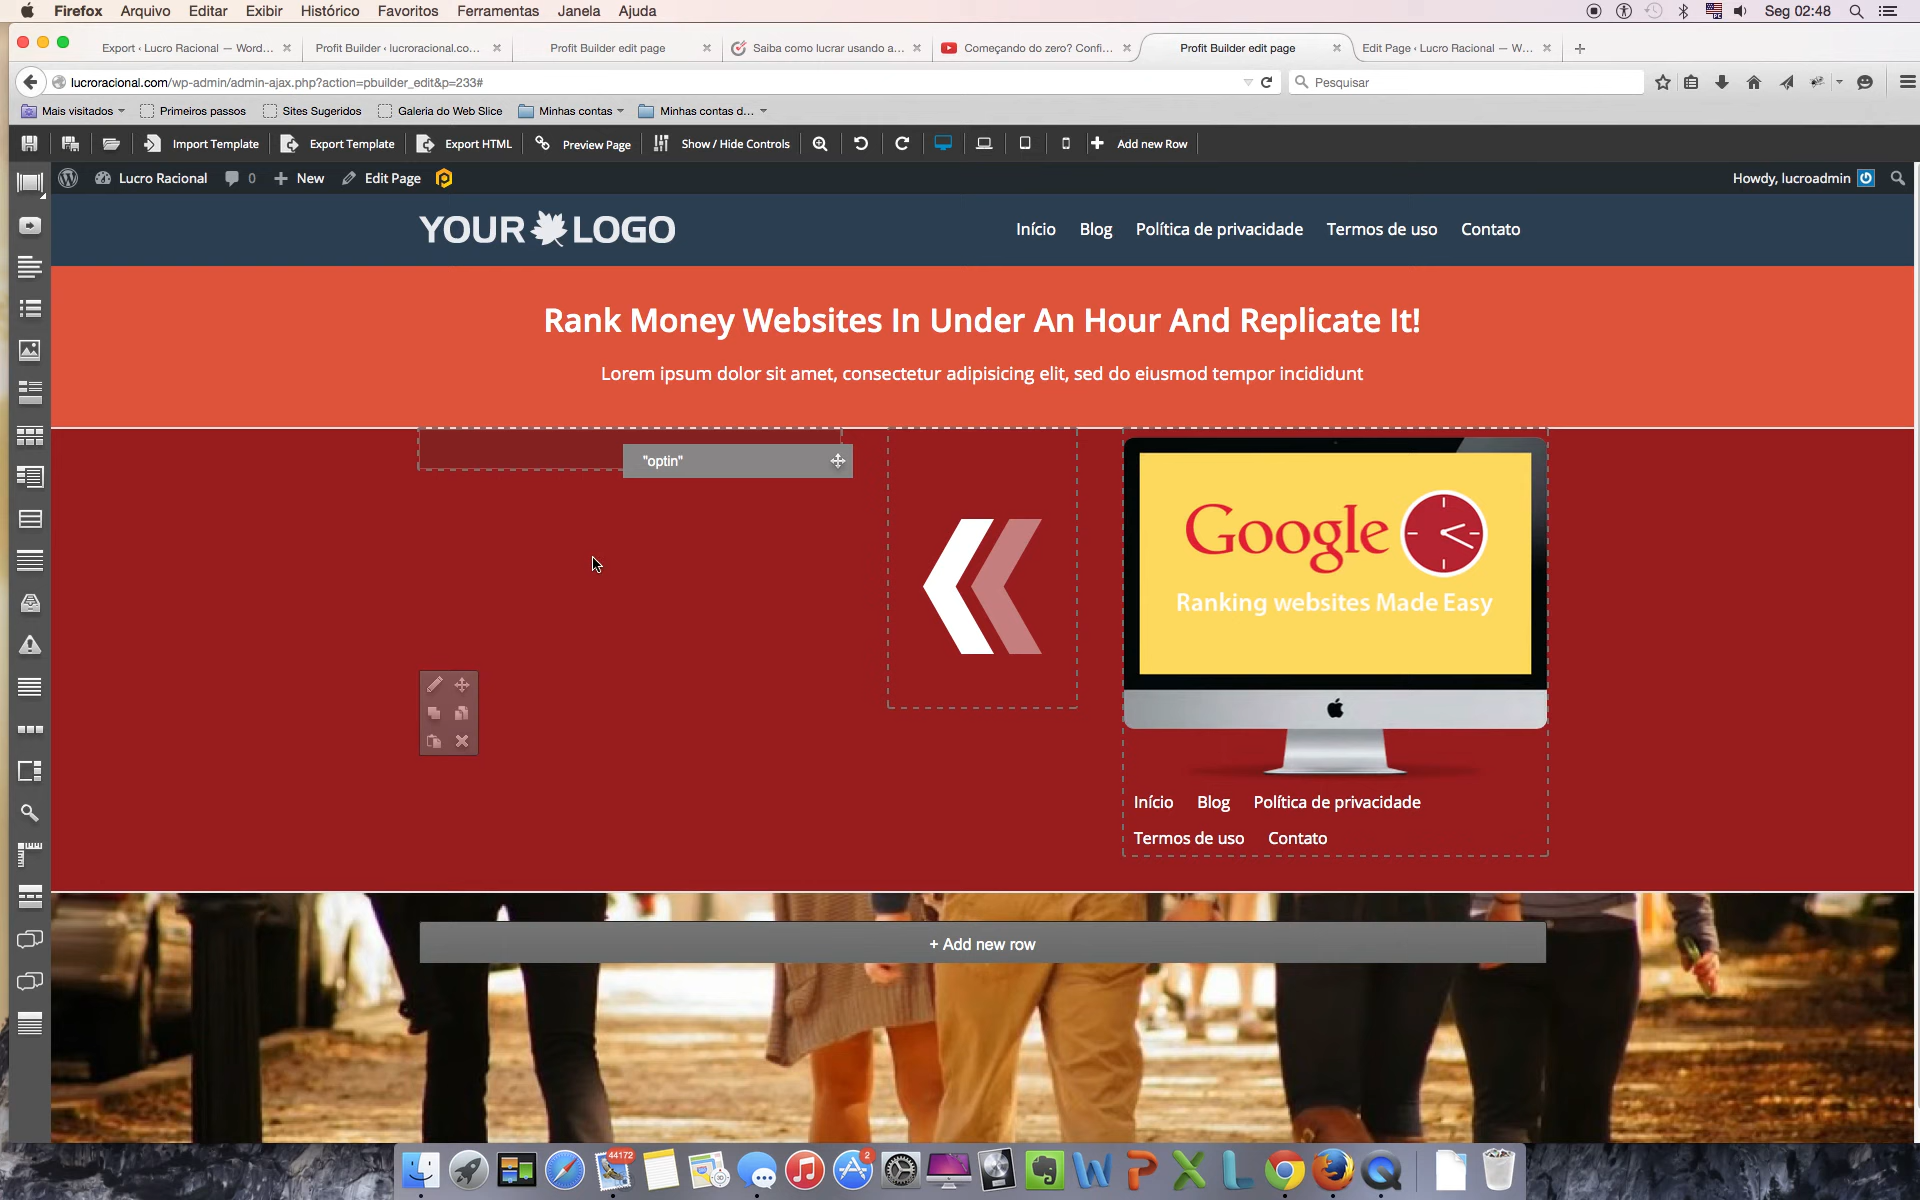 Firefox Arquivo Editar Exibir Histórico Favoritos Ferramentas Janela Ajuda Seg 02:48
Export ‹ Lucro Racional — Word... Profit Builder ‹ lucroracional.co... Profit Builder edit page Saiba como lucrar usando a... Começando do zero? Confi... Profit Builder edit page Edit Page ‹ Lucro Racional — W...
lucroracional.com/wp-admin/admin-ajax.php?action=pbuilder_edit&p=233# Pesquisar
Mais visitados Primeiros passos Sites Sugeridos Galeria do Web Slice Minhas contas Minhas contas d...
Import Template Export Template Export HTML Preview Page Show / Hide Controls Add new Row
Lucro Racional 0 New Edit Page Howdy, lucroadmin
YOUR LOGO Início Blog Política de privacidade Termos de uso Contato
Rank Money Websites In Under An Hour And Replicate It!
Lorem ipsum dolor sit amet, consectetur adipisicing elit, sed do eiusmod tempor incididunt
"optin"
Google
Ranking websites Made Easy
Início Blog Política de privacidade
Termos de uso Contato
+ Add new row
44172
2